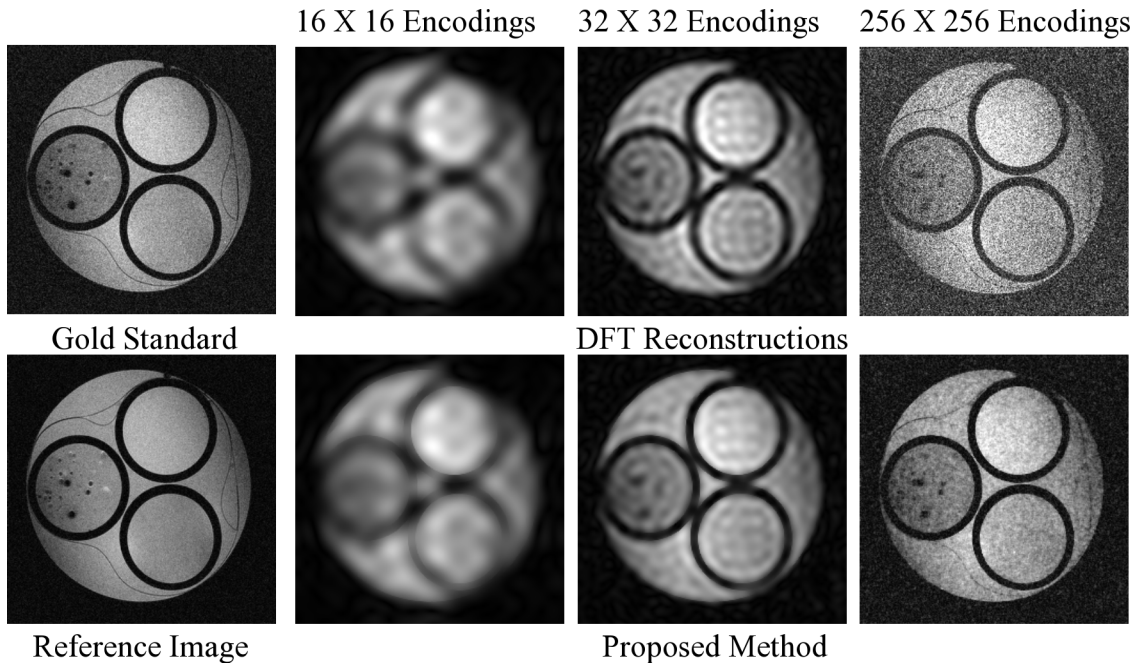 16 X 16 Encodings 32 X 32 Encodings 256 X 256 Encodings
Gold Standard DFT Reconstructions
Reference Image Proposed Method